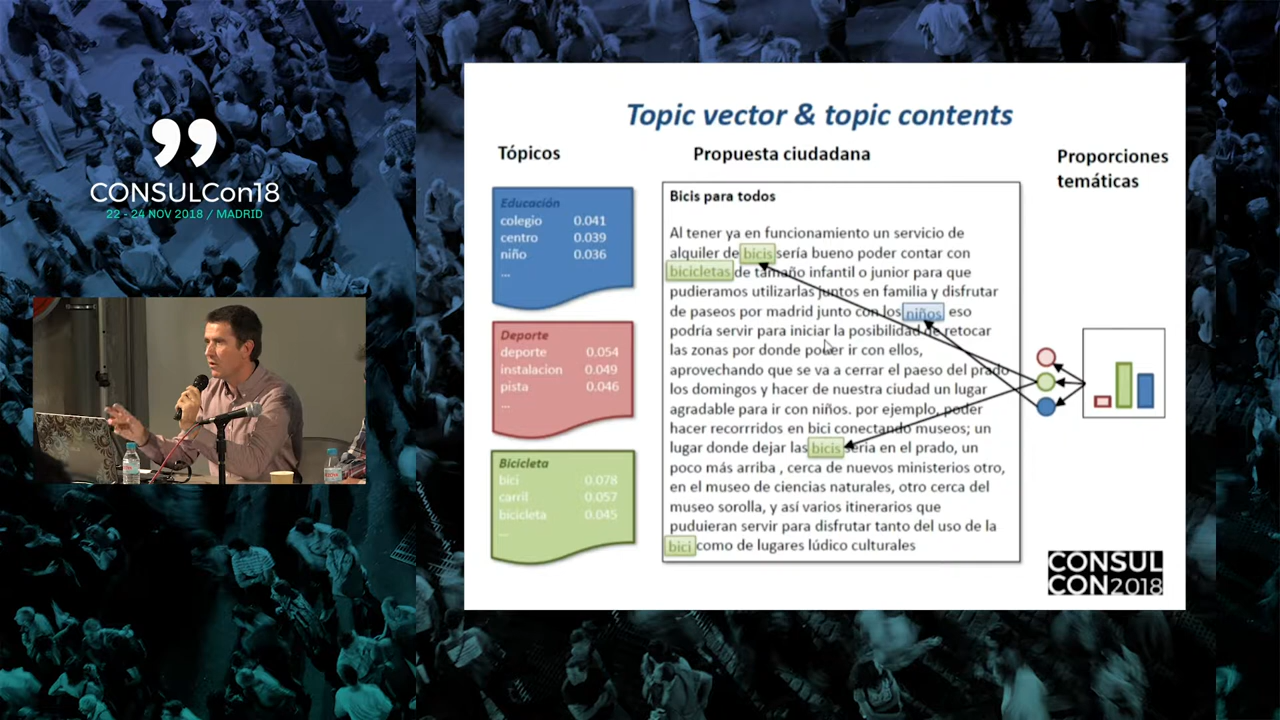 CONSULCon18
22 - 24 NOV 2018 / MADRID
Topic vector & topic contents
Tópicos
Educación
colegio 0.041
centro 0.039
niño 0.036
...
Deporte
deporte 0.054
instalacion 0.049
pista 0.046
...
Bicicleta
bici 0.078
carril 0.057
bicicleta 0.045
...
Propuesta ciudadana
Bicis para todos
Al tener ya en funcionamiento un servicio de
alquiler de bicis sería bueno poder contar con
bicicletas de tamaño infantil o junior para que
pudieramos utilizarlas juntos en familia y disfrutar
de paseos por madrid junto con los niños eso
podría servir para iniciar la posibilidad de retocar
las zonas por donde poder ir con ellos,
aprovechando que se va a cerrar el paeso del prado
los domingos y hacer de nuestra ciudad un lugar
agradable para ir con niños. por ejemplo, poder
hacer recorrridos en bici conectando museos; un
lugar donde dejar las bicis sería en el prado, un
poco más arriba , cerca de nuevos ministerios otro,
en el museo de ciencias naturales, otro cerca del
museo sorolla, y así varios itinerarios que
puduieran servir para disfrutar tanto del uso de la
bici como de lugares lúdico culturales
Proporciones
temáticas
CONSUL
CON2018